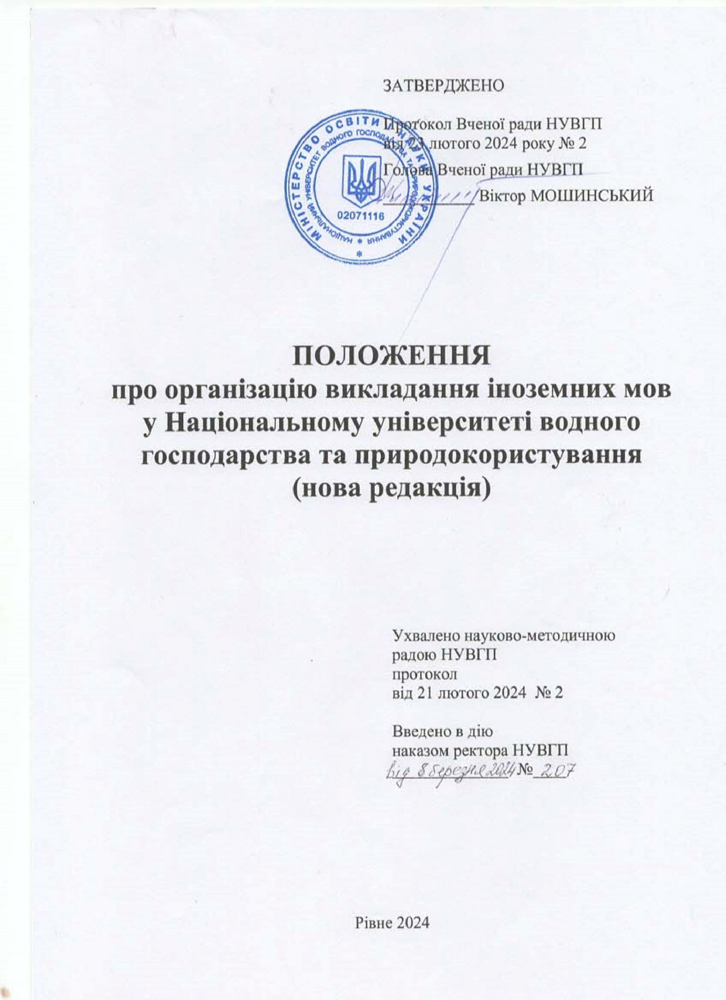 ЗАТВЕРДЖЕНО
Протокол Вченої ради НУВГП
від 23 лютого 2024 року № 2
Голова Вченої ради НУВГП
Віктор МОШИНСЬКИЙ
МІНІСТЕРСТВО ОСВІТИ І НАУКИ УКРАЇНИ
НАЦІОНАЛЬНИЙ УНІВЕРСИТЕТ ВОДНОГО ГОСПОДАРСТВА ТА ПРИРОДОКОРИСТУВАННЯ
02071116
ПОЛОЖЕННЯ
про організацію викладання іноземних мов
у Національному університеті водного
господарства та природокористування
(нова редакція)
Ухвалено науково-методичною
радою НУВГП
протокол
від 21 лютого 2024 № 2
Введено в дію
наказом ректора НУВГП
від 8 березня 2024 № 207
Рівне 2024